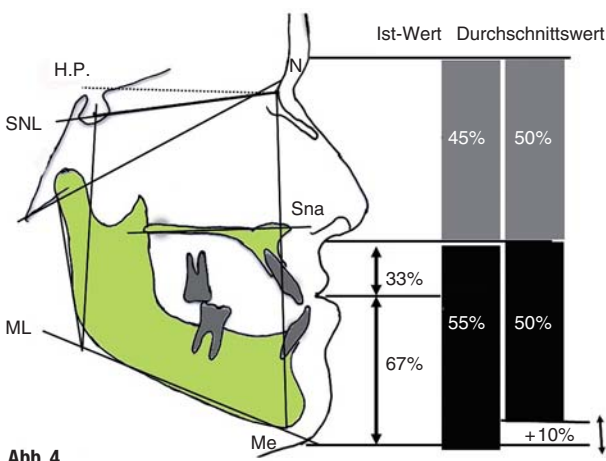 Ist-Wert Durchschnittswert
H.P.
N
SNL
45% 50%
Sna
33%
ML
55% 50%
67%
Me
+10%
Abb. 4